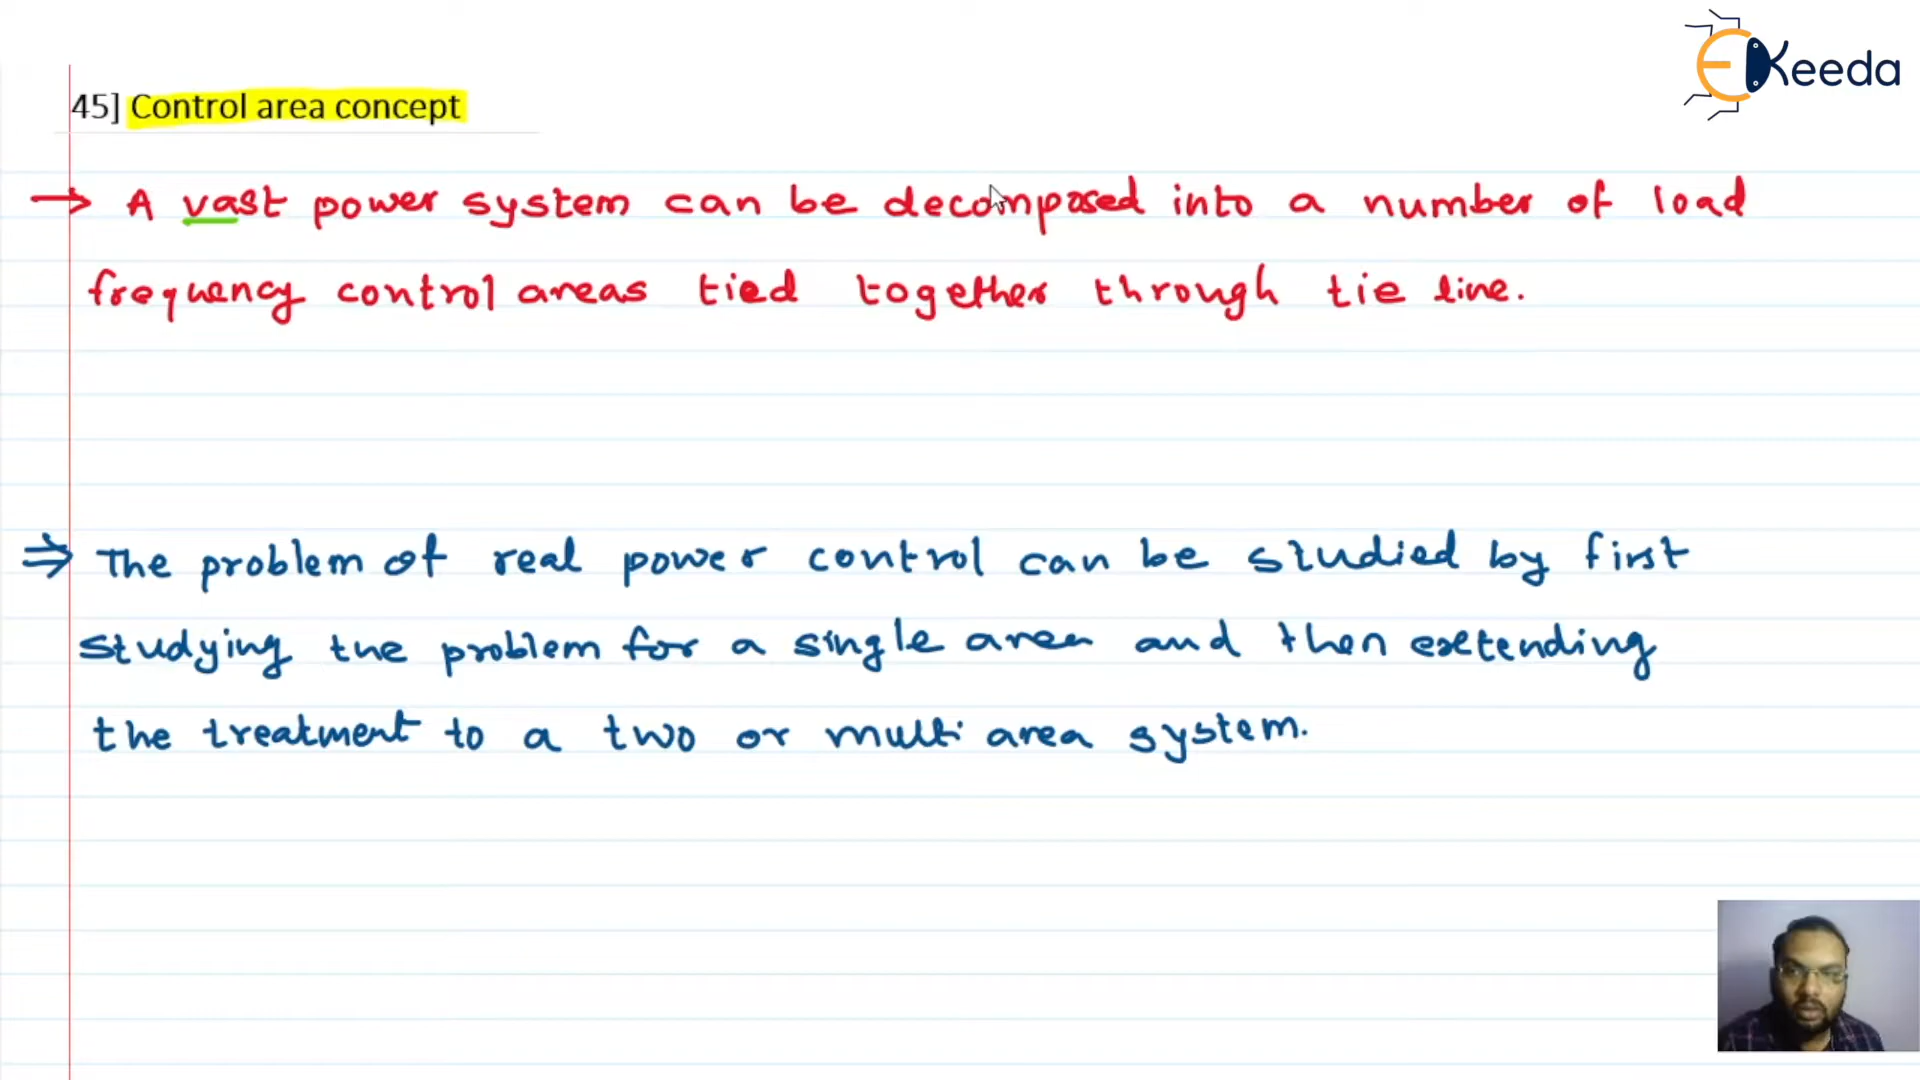 EKeeda
45] Control area concept
→ A vast power system can be decomposed into a number of load
frequency control areas tied together through tie line.
⇒ The problem of real power control can be studied by first
studying the problem for a single area and then extending
the treatment to a two or multi area system.